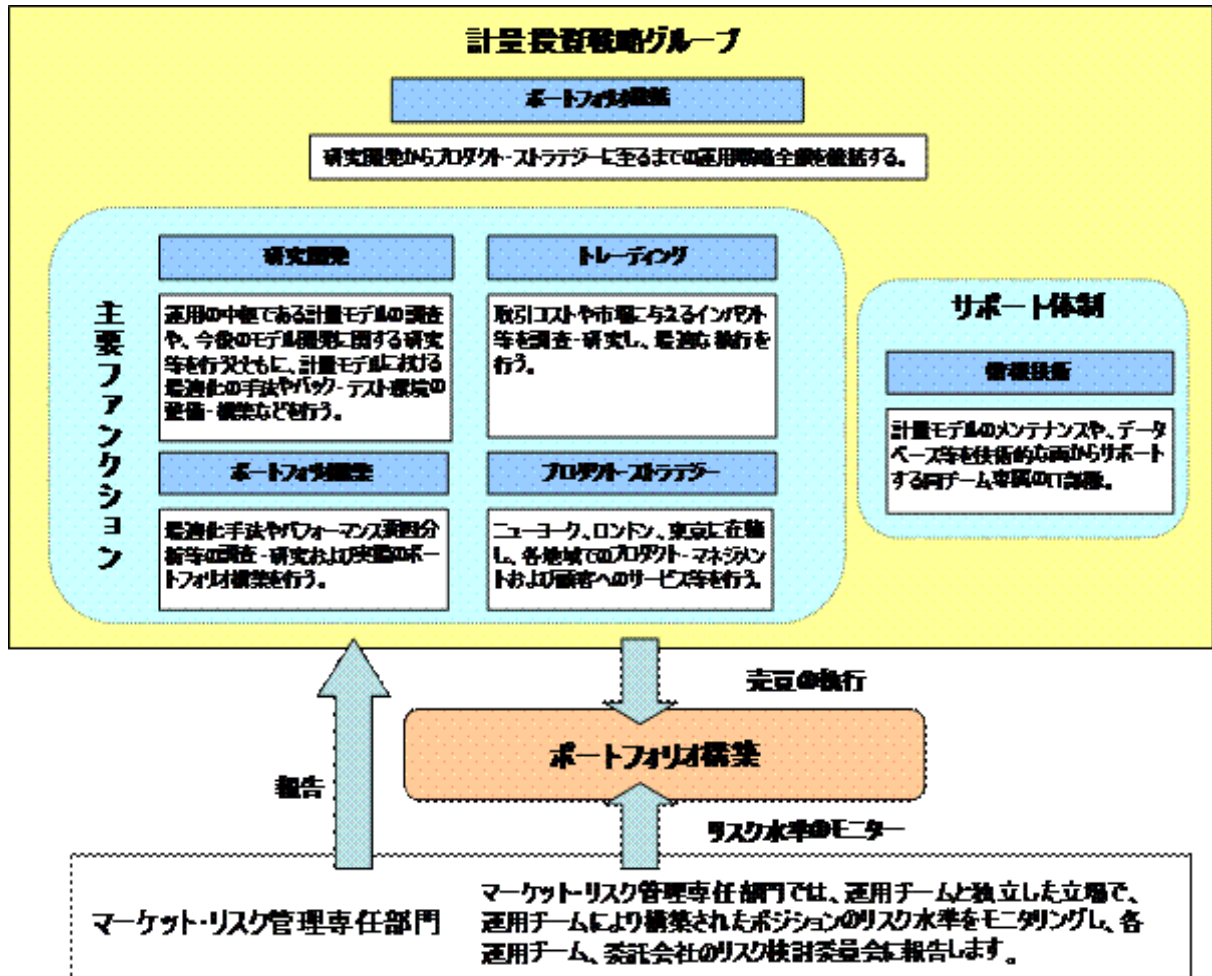 計量投資戦略グループ
ポートフォリオ統括
研究開発からプロダクト・ストラテジーに至るまでの運用戦略全般を統括する。
主要ファンクション
研究開発
運用の中枢である計量モデルの調査
や、今後のモデル開発に関する研究
等を行うとともに、計量モデルにおける
最適化の手法やバック・テスト環境の
整備・構築などを行う。
トレーディング
取引コストや市場に与えるインパクト
等を調査・研究し、最適な執行を
行う。
ポートフォリオ構築
最適化手法やパフォーマンス要因分
析等の調査・研究および実際のポー
トフォリオ構築を行う。
プロダクト・ストラテジー
ニューヨーク、ロンドン、東京に在籍
し、各地域でのプロダクト・マネジメン
トおよび顧客へのサービス等を行う。
サポート体制
情報技術
計量モデルのメンテナンスや、データ
ベース等を技術的な面からサポート
する同チーム専属のIT部隊。
売買の執行
ポートフォリオ構築
報告
リスク水準のモニター
マーケット・リスク管理専任部門
マーケット・リスク管理専任部門では、運用チームと独立した立場で、
運用チームにより構築されたポジションのリスク水準をモニタリングし、各
運用チーム、委託会社のリスク検討委員会に報告します。